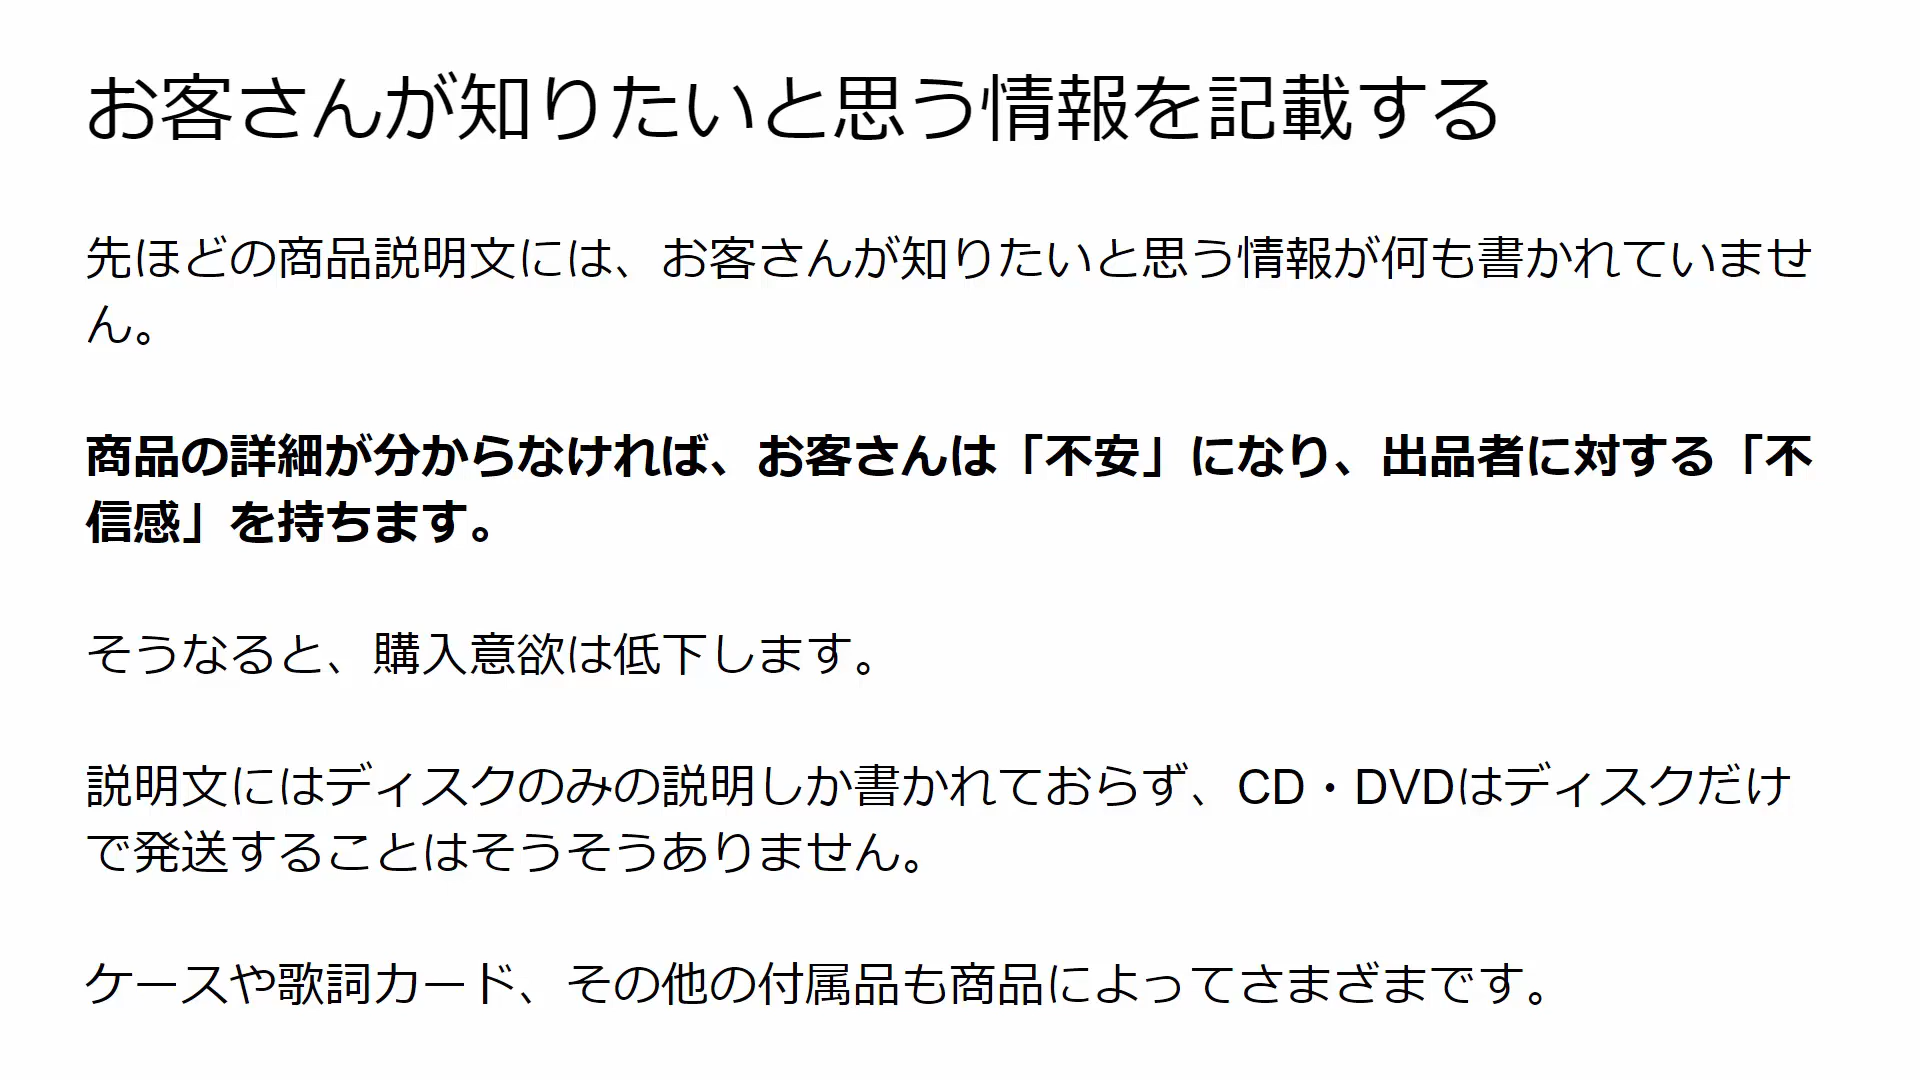 お客さんが知りたいと思う情報を記載する
先ほどの商品説明文には、お客さんが知りたいと思う情報が何も書かれていませ
ん。
商品の詳細が分からなければ、お客さんは「不安」になり、出品者に対する「不
信感」を持ちます。
そうなると、購入意欲は低下します。
説明文にはディスクのみの説明しか書かれておらず、CD・DVDはディスクだけ
で発送することはそうそうありません。
ケースや歌詞カード、その他の付属品も商品によってさまざまです。